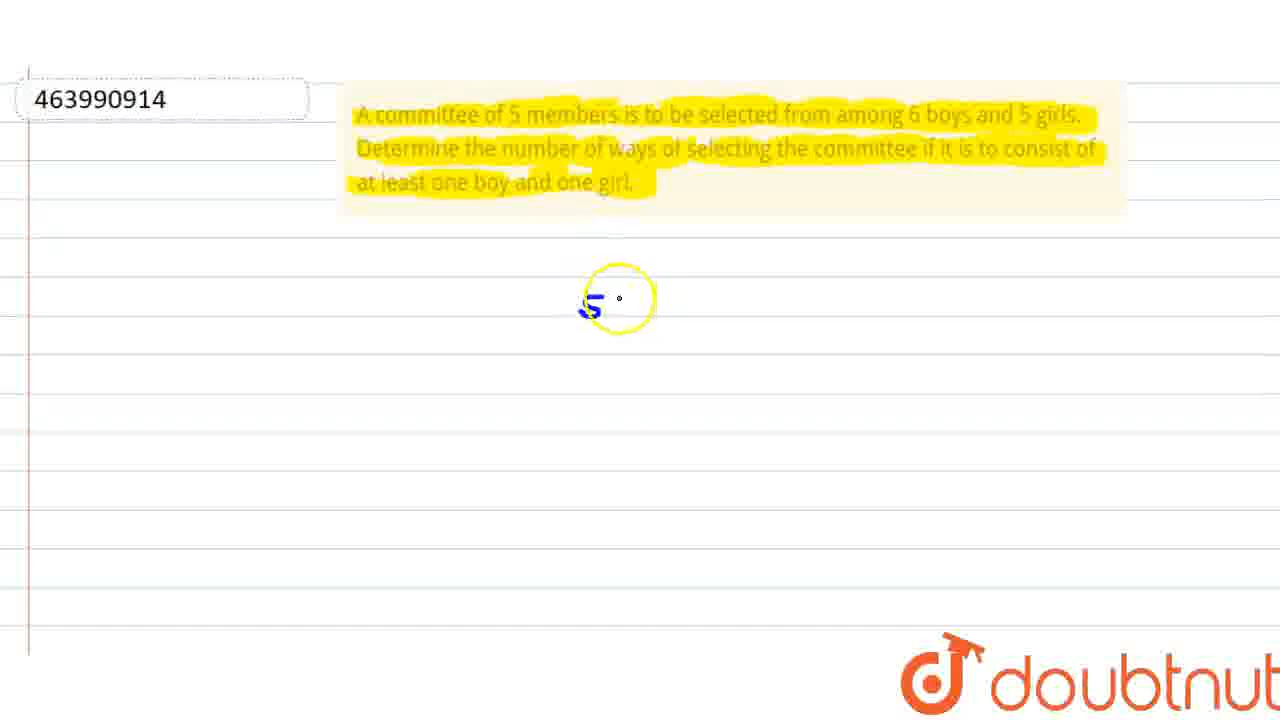 463990914
A committee of 5 members is to be selected from among 6 boys and 5 girls.
Determine the number of ways of selecting the committee if it is to consist of
at least one boy and one girl.
5
doubtnut